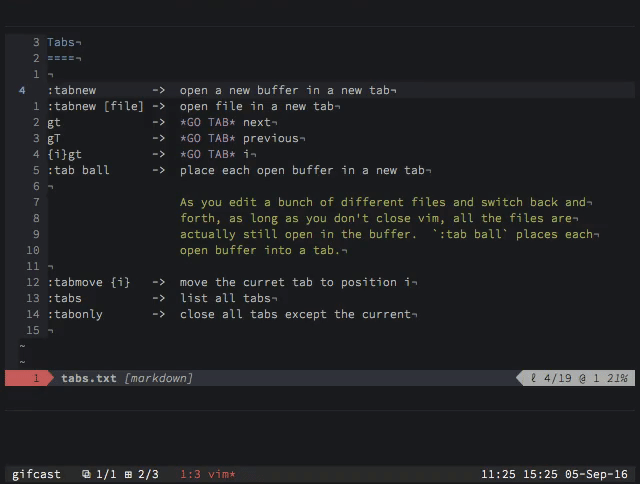 3 Tabs¬
2 ====¬
1 ¬
4 :tabnew -> open a new buffer in a new tab¬
1 :tabnew [file] -> open file in a new tab¬
2 gt -> *GO TAB* next¬
3 gT -> *GO TAB* previous¬
4 {i}gt -> *GO TAB* i¬
5 :tab ball -> place each open buffer in a new tab¬
6 ¬
7 As you edit a bunch of different files and switch back and¬
8 forth, as long as you don't close vim, all the files are¬
9 actually still open in the buffer. `:tab ball` places each¬
10 open buffer into a tab.¬
11 ¬
12 :tabmove {i} -> move the curret tab to position i¬
13 :tabs -> list all tabs¬
14 :tabonly -> close all tabs except the current¬
15 ¬
~
~
1 tabs.txt [markdown] ℓ 4/19 @ 1 21%
gifcast ⧉ 1/1 ⊞ 2/3 1:3 vim* 11:25 15:25 05-Sep-16